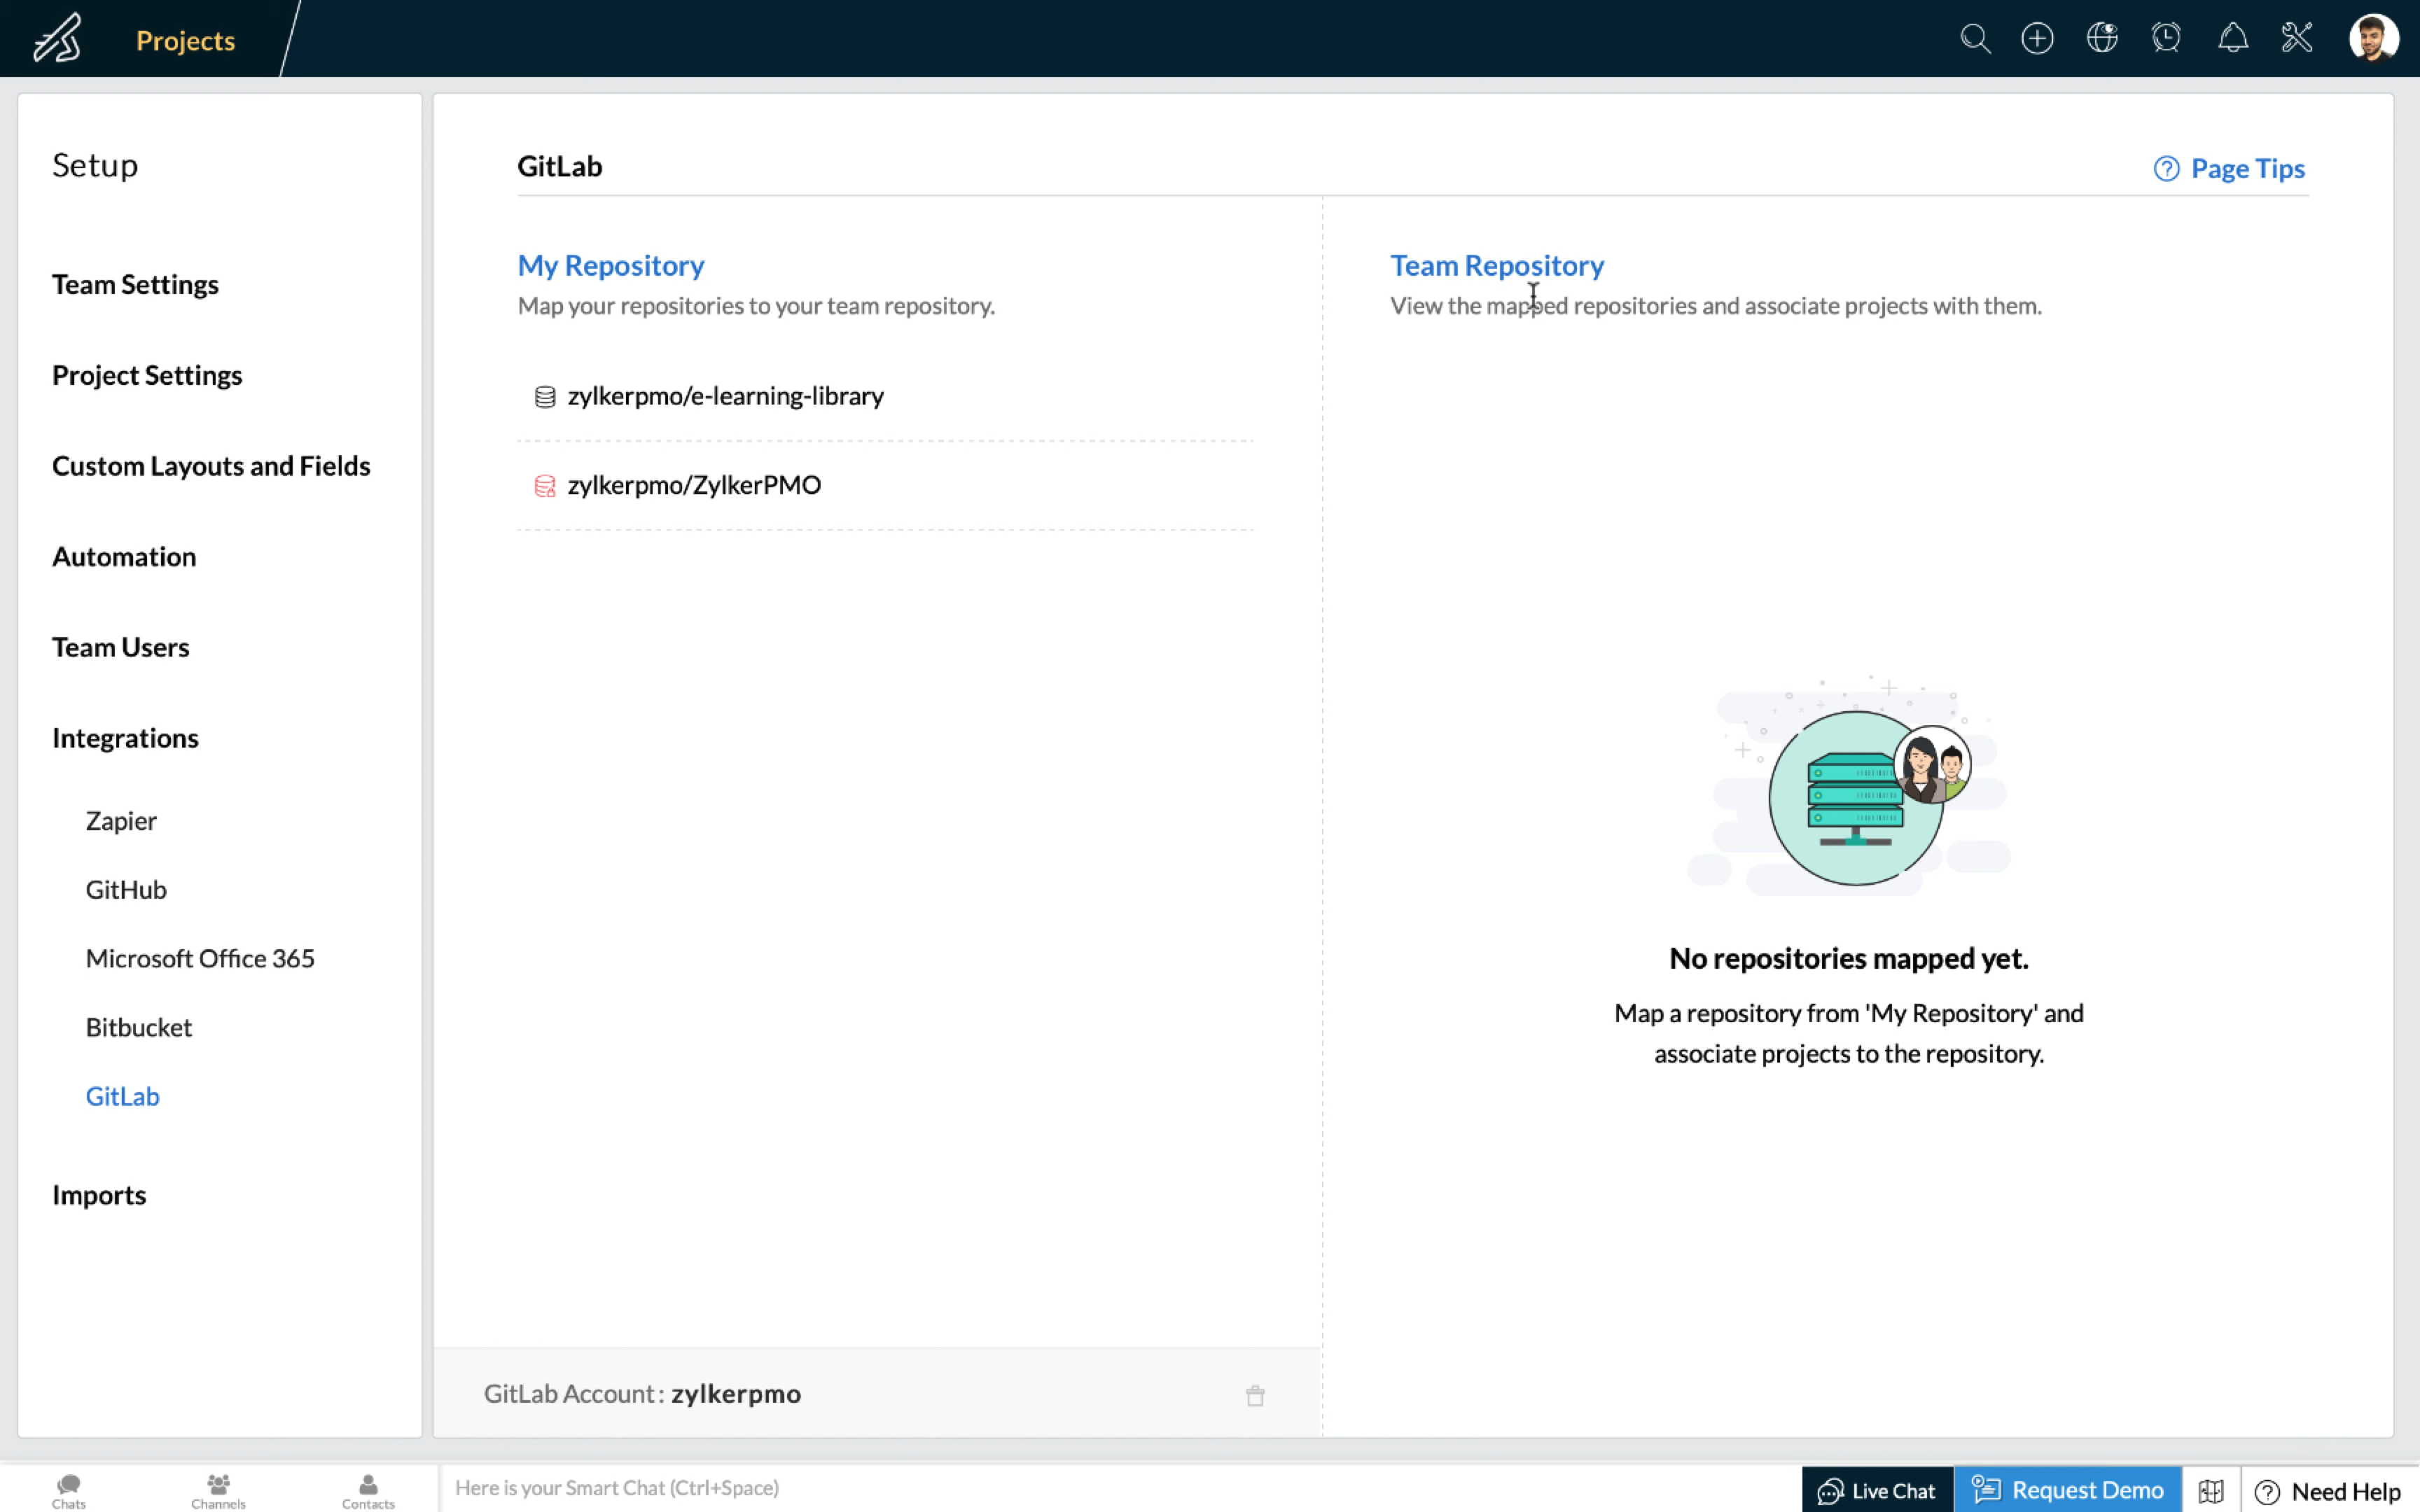 Projects
Setup
Team Settings
Project Settings
Custom Layouts and Fields
Automation
Team Users
Integrations
Zapier
GitHub
Microsoft Office 365
Bitbucket
GitLab
Imports
GitLab
Page Tips
My Repository
Map your repositories to your team repository.
zylkerpmo/e-learning-library
zylkerpmo/ZylkerPMO
Team Repository
View the mapped repositories and associate projects with them.
No repositories mapped yet.
Map a repository from 'My Repository' and
associate projects to the repository.
GitLab Account : zylkerpmo
Chats
Channels
Contacts
Here is your Smart Chat (Ctrl+Space)
Live Chat
Request Demo
Need Help